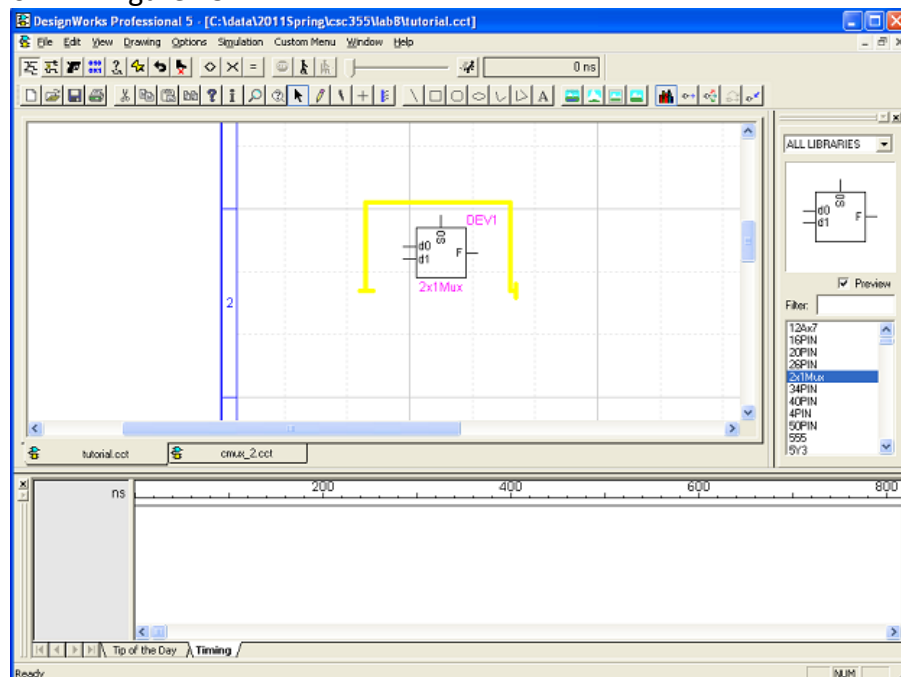 DesignWorks Professional 5 - [C:\data\2011Spring\csc355\lab8\tutorial.cct]
File Edit View Drawing Options Simulation Custom Menu Window Help
0 ns
A
ALL LIBRARIES
d0 S0 F
d1
Preview
Filter:
12Ax7
16PIN
20PIN
26PIN
2x1Mux
34PIN
40PIN
4PIN
50PIN
555
5Y3
DEV1
d0 S0 F
d1
2x1Mux
2
tutorial.cct cmux_2.cct
ns 200 400 600 800
Tip of the Day Timing
Ready NUM